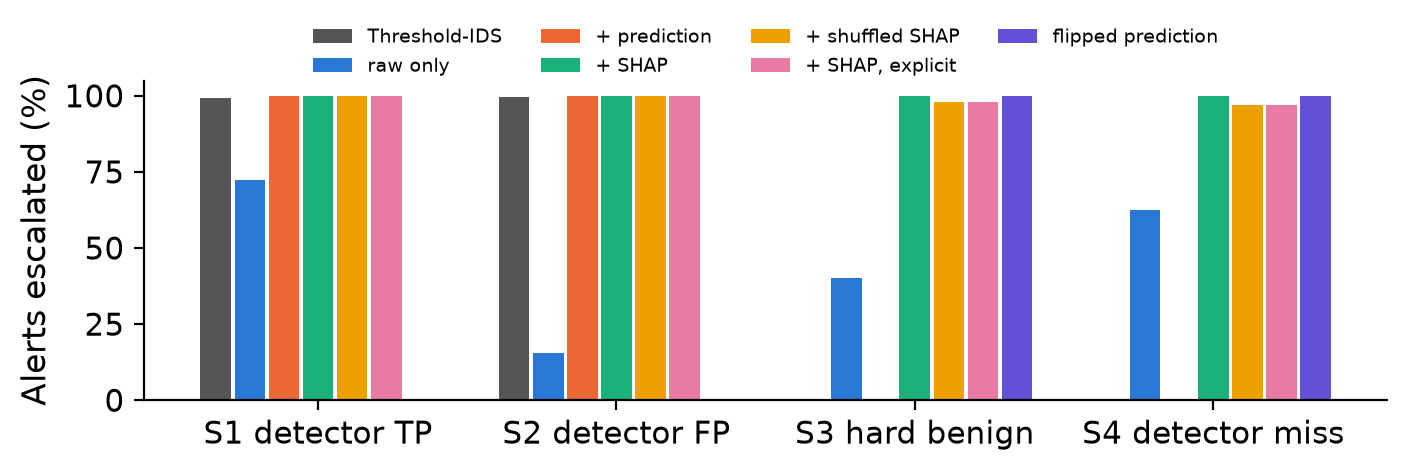 Threshold-IDS + prediction + shuffled SHAP flipped prediction
raw only + SHAP + SHAP, explicit
Alerts escalated (%)
100
75
50
25
0
S1 detector TP S2 detector FP S3 hard benign S4 detector miss